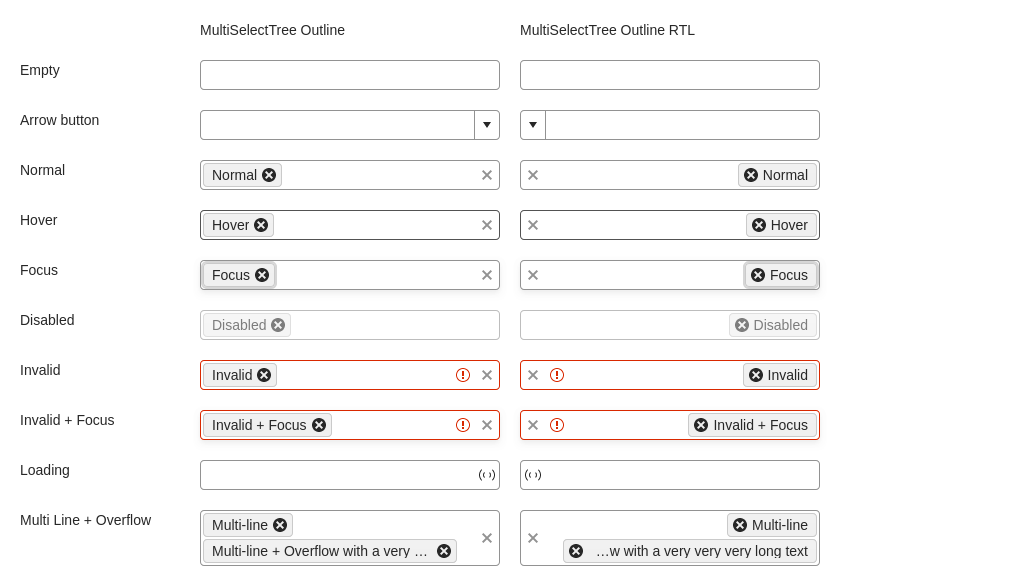 MultiSelectTree Outline MultiSelectTree Outline RTL
Empty
Arrow button
Normal Normal Normal
Hover Hover Hover
Focus Focus Focus
Disabled Disabled Disabled
Invalid Invalid Invalid
Invalid + Focus Invalid + Focus Invalid + Focus
Loading
Multi Line + Overflow Multi-line Multi-line
Multi-line + Overflow with a very … …w with a very very very long text